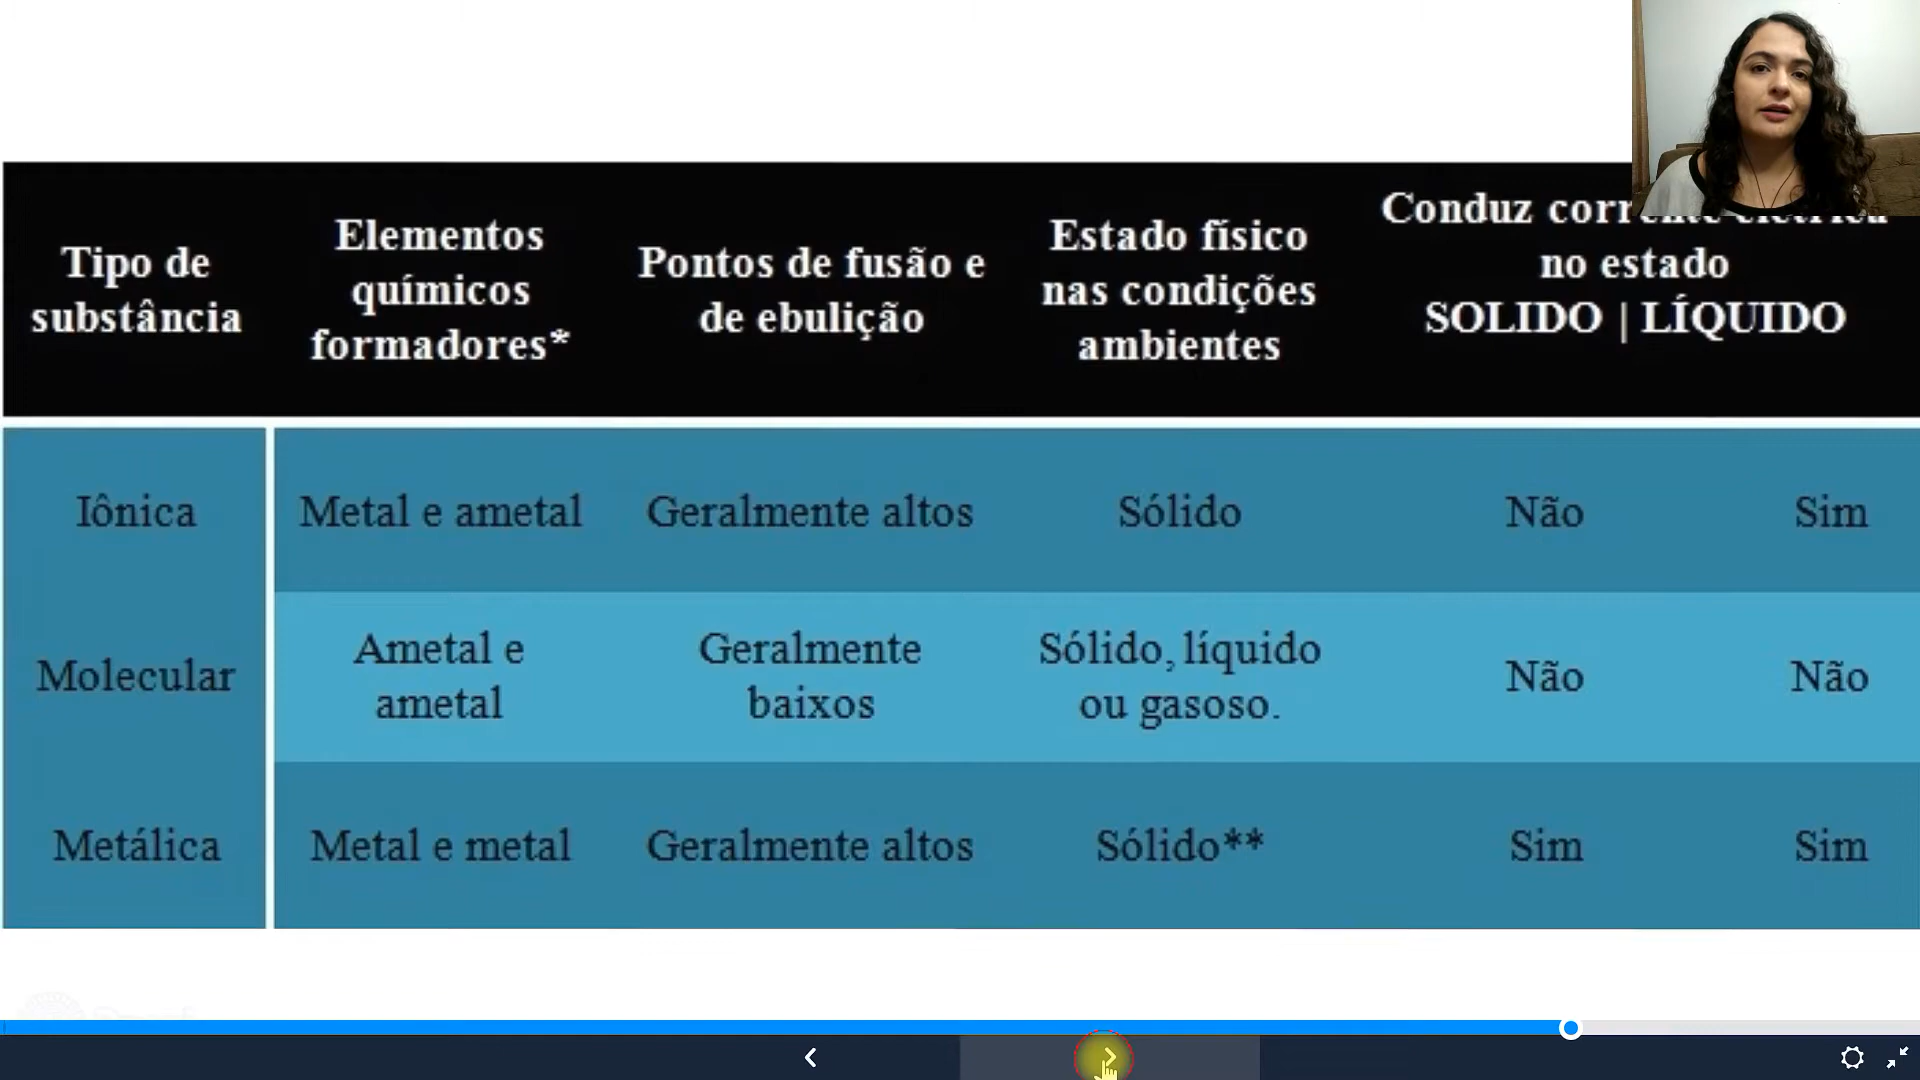 Tipo de
substância
Elementos
químicos
formadores*
Pontos de fusão e
de ebulição
Estado físico
nas condições
ambientes
Conduz corrente elétrica
no estado
SOLIDO | LÍQUIDO
Iônica
Metal e ametal
Geralmente altos
Sólido
Não
Sim
Molecular
Ametal e
ametal
Geralmente
baixos
Sólido, líquido
ou gasoso.
Não
Não
Metálica
Metal e metal
Geralmente altos
Sólido**
Sim
Sim